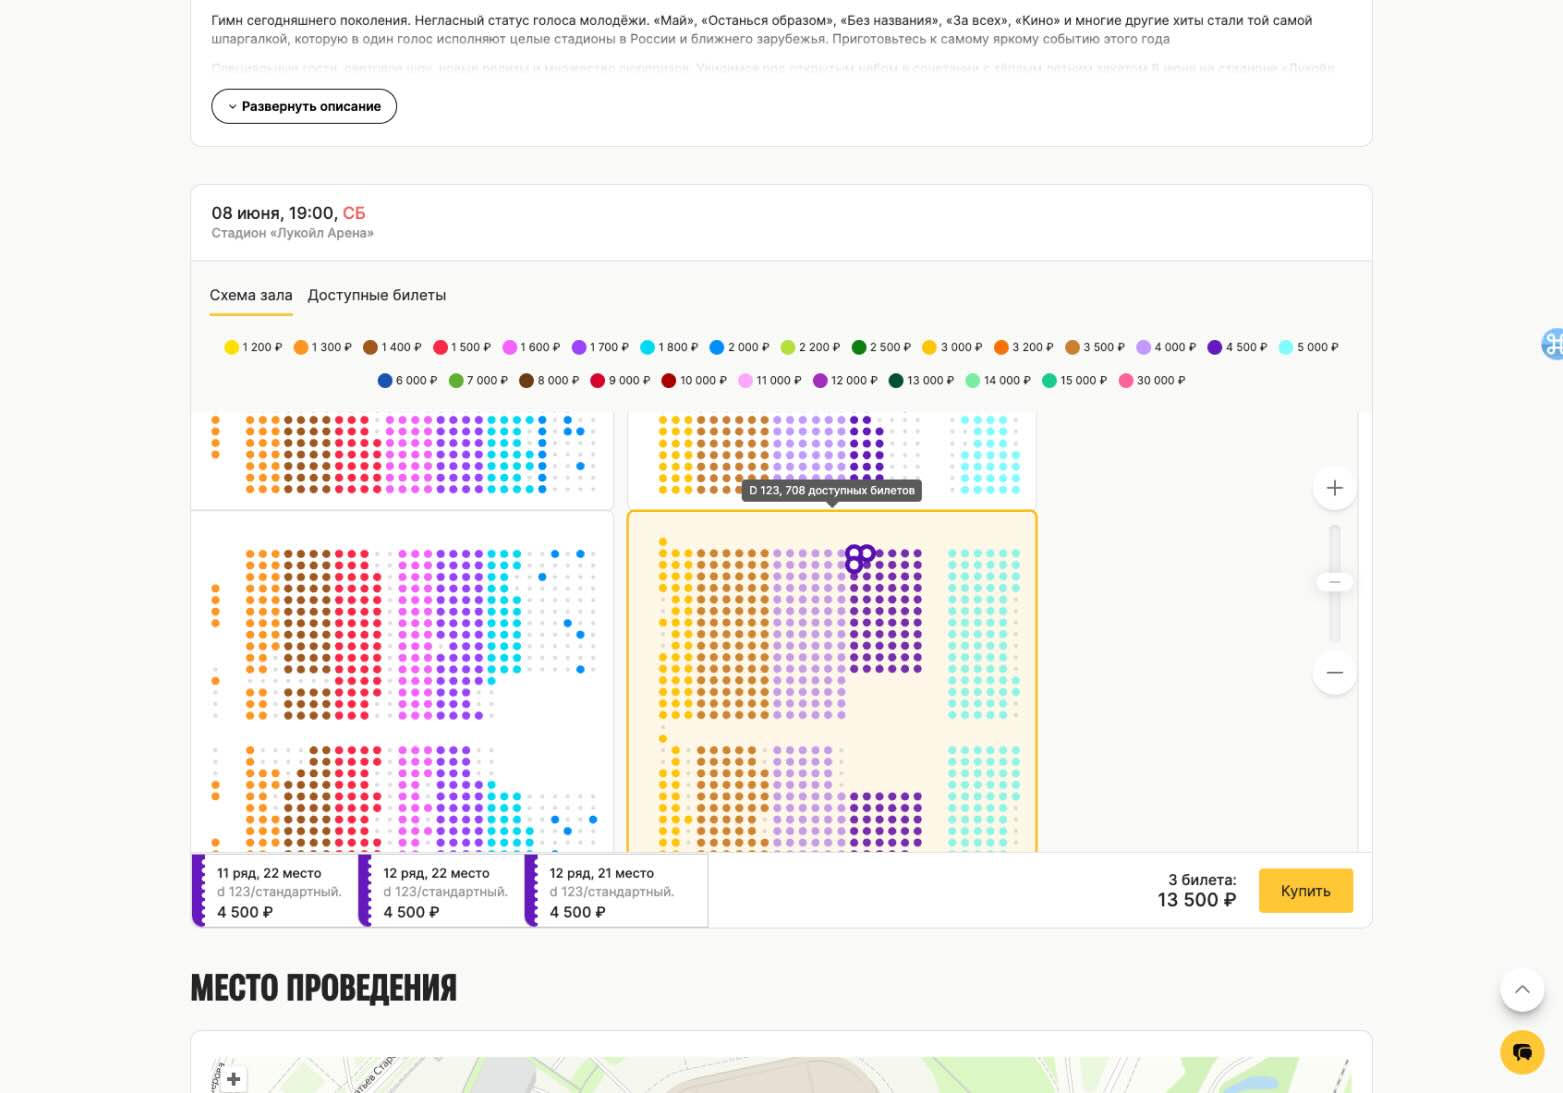 Гимн сегодняшнего поколения. Негласный статус голоса молодёжи. «Май», «Останься образом», «Без названия», «За всех», «Кино» и многие другие хиты стали той самой
шпаргалкой, которую в один голос исполняют целые стадионы в России и ближнего зарубежья. Приготовьтесь к самому яркому событию этого года
Развернуть описание
08 июня, 19:00, СБ
Стадион «Лукойл Арена»
Схема зала Доступные билеты
1 200 ₽ 1 300 ₽ 1 400 ₽ 1 500 ₽ 1 600 ₽ 1 700 ₽ 1 800 ₽ 2 000 ₽ 2 200 ₽ 2 500 ₽ 3 000 ₽ 3 200 ₽ 3 500 ₽ 4 000 ₽ 4 500 ₽ 5 000 ₽
6 000 ₽ 7 000 ₽ 8 000 ₽ 9 000 ₽ 10 000 ₽ 11 000 ₽ 12 000 ₽ 13 000 ₽ 14 000 ₽ 15 000 ₽ 30 000 ₽
D 123, 708 доступных билетов
11 ряд, 22 место
d 123/стандартный.
4 500 ₽
12 ряд, 22 место
d 123/стандартный.
4 500 ₽
12 ряд, 21 место
d 123/стандартный.
4 500 ₽
3 билета:
13 500 ₽
Купить
МЕСТО ПРОВЕДЕНИЯ